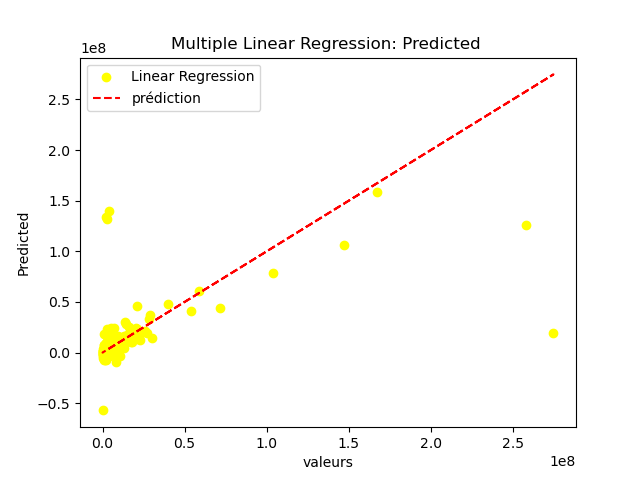 Multiple Linear Regression: Predicted
1e8
Linear Regression
prédiction
2.5
2.0
1.5
1.0
0.5
0.0
−0.5
Predicted
0.0 0.5 1.0 1.5 2.0 2.5
valeurs
1e8